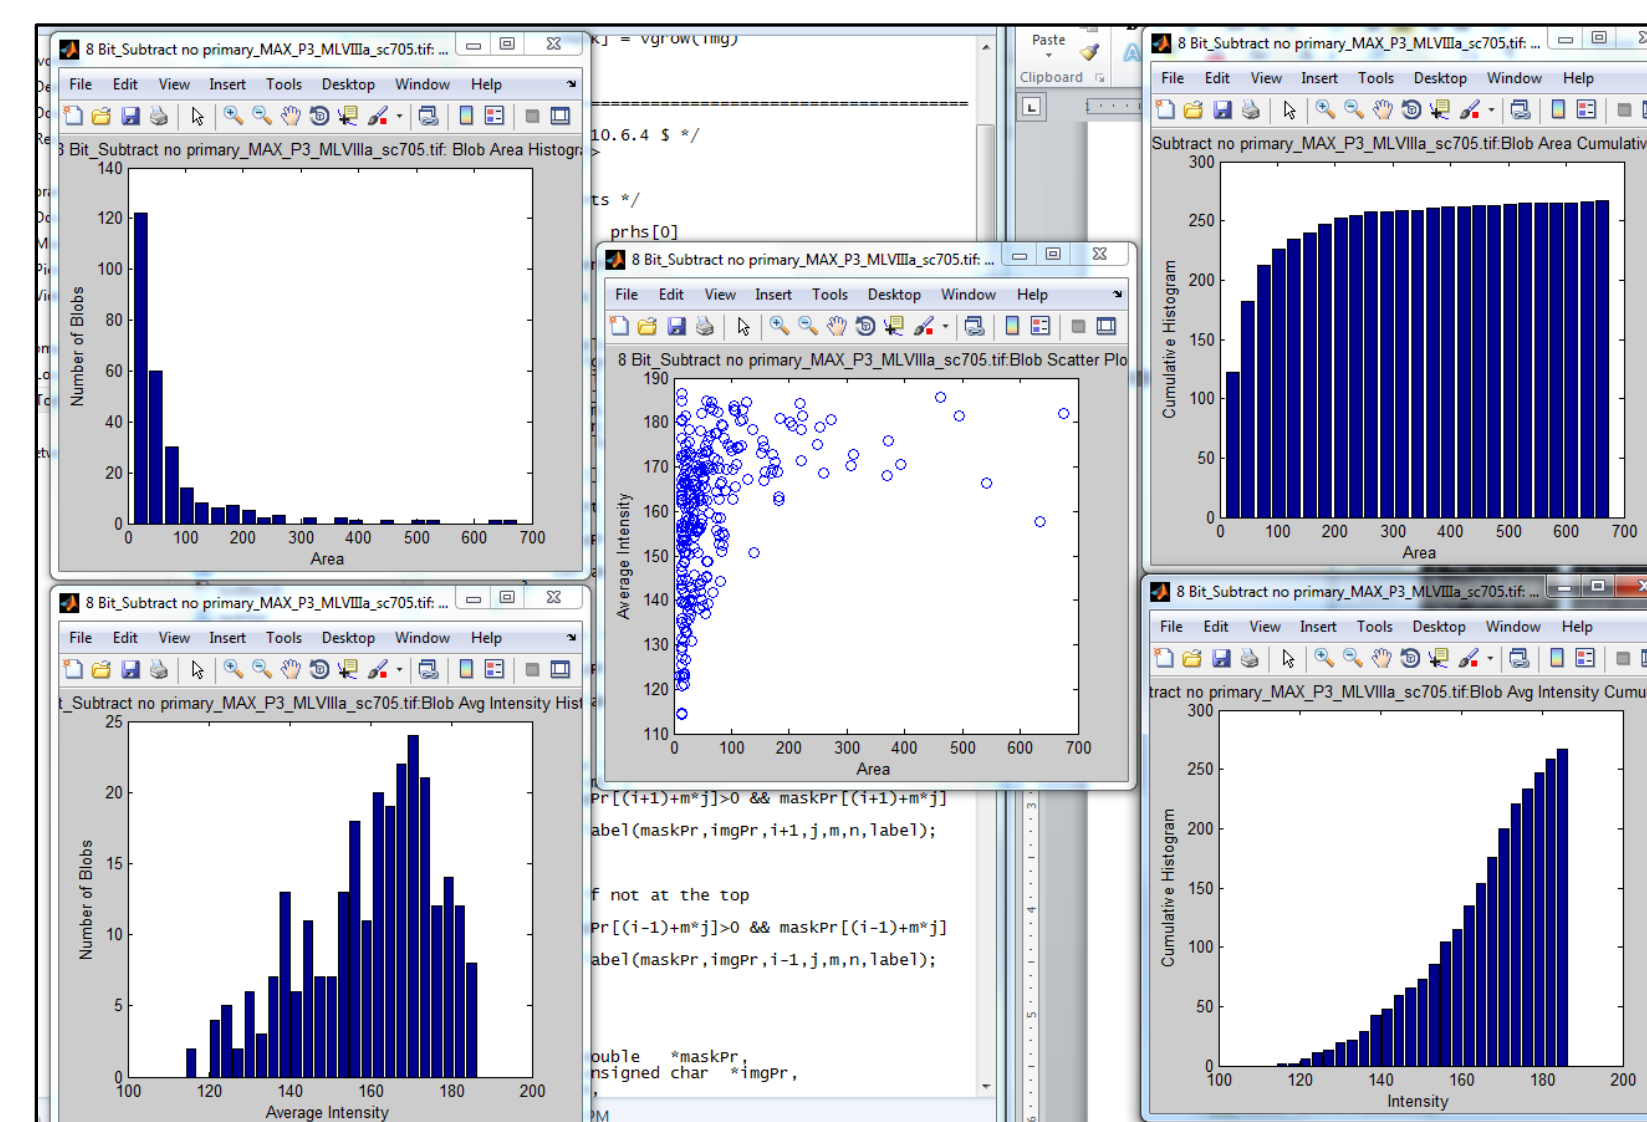 8 Bit_Subtract no primary_MAX_P3_MLVIIIa_sc705.tif: ...
File Edit View Insert Tools Desktop Window Help
8 Bit_Subtract no primary_MAX_P3_MLVIIIa_sc705.tif: Blob Area Histogra
140
120
100
80
60
40
20
0
Number of Blobs
0 100 200 300 400 500 600 700
Area
8 Bit_Subtract no primary_MAX_P3_MLVIIIa_sc705.tif: ...
File Edit View Insert Tools Desktop Window Help
t_Subtract no primary_MAX_P3_MLVIIIa_sc705.tif:Blob Avg Intensity Hist
25
20
15
10
5
0
Number of Blobs
100 120 140 160 180 200
Average Intensity
k] = vgrow(img)
====================================
10.6.4 $ */
>
ts */
prhs[0]
8 Bit_Subtract no primary_MAX_P3_MLVIIIa_sc705.tif: ...
File Edit View Insert Tools Desktop Window Help
8 Bit_Subtract no primary_MAX_P3_MLVIIIa_sc705.tif:Blob Scatter Plo
190
180
170
160
150
140
130
120
110
Average Intensity
0 100 200 300 400 500 600 700
Area
Pr[(i+1)+m*j]>0 && maskPr[(i+1)+m*j]
abel(maskPr,imgPr,i+1,j,m,n,label);
f not at the top
Pr[(i-1)+m*j]>0 && maskPr[(i-1)+m*j]
abel(maskPr,imgPr,i-1,j,m,n,label);
ouble *maskPr,
nsigned char *imgPr,
,
PM
Paste
Clipboard
L
3
4
5
6
8 Bit_Subtract no primary_MAX_P3_MLVIIIa_sc705.tif: ...
File Edit View Insert Tools Desktop Window Help
Subtract no primary_MAX_P3_MLVIIIa_sc705.tif:Blob Area Cumulativ
300
250
200
150
100
50
0
Cumulative Histogram
0 100 200 300 400 500 600 700
Area
8 Bit_Subtract no primary_MAX_P3_MLVIIIa_sc705.tif: ...
File Edit View Insert Tools Desktop Window Help
tract no primary_MAX_P3_MLVIIIa_sc705.tif:Blob Avg Intensity Cumu
300
250
200
150
100
50
0
Cumulative Histogram
100 120 140 160 180 200
Intensity